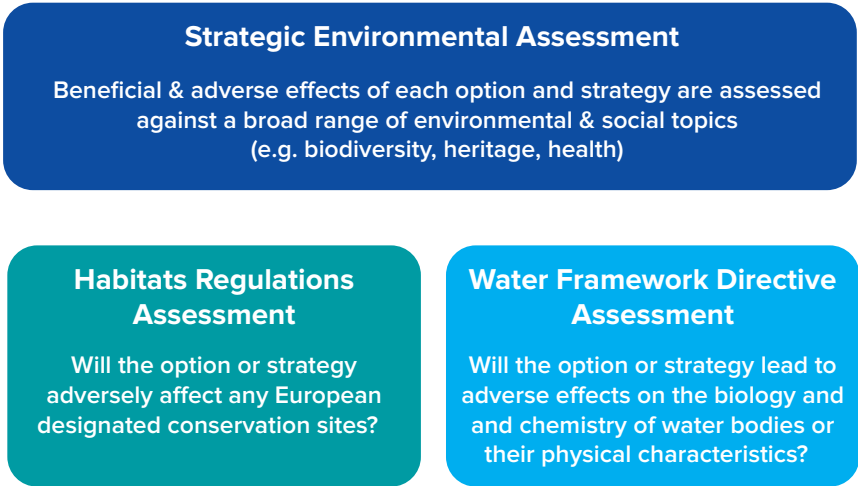 Strategic Environmental Assessment
Beneficial & adverse effects of each option and strategy are assessed
against a broad range of environmental & social topics
(e.g. biodiversity, heritage, health)
Habitats Regulations
Assessment
Will the option or strategy
adversely affect any European
designated conservation sites?
Water Framework Directive
Assessment
Will the option or strategy lead to
adverse effects on the biology and
and chemistry of water bodies or
their physical characteristics?